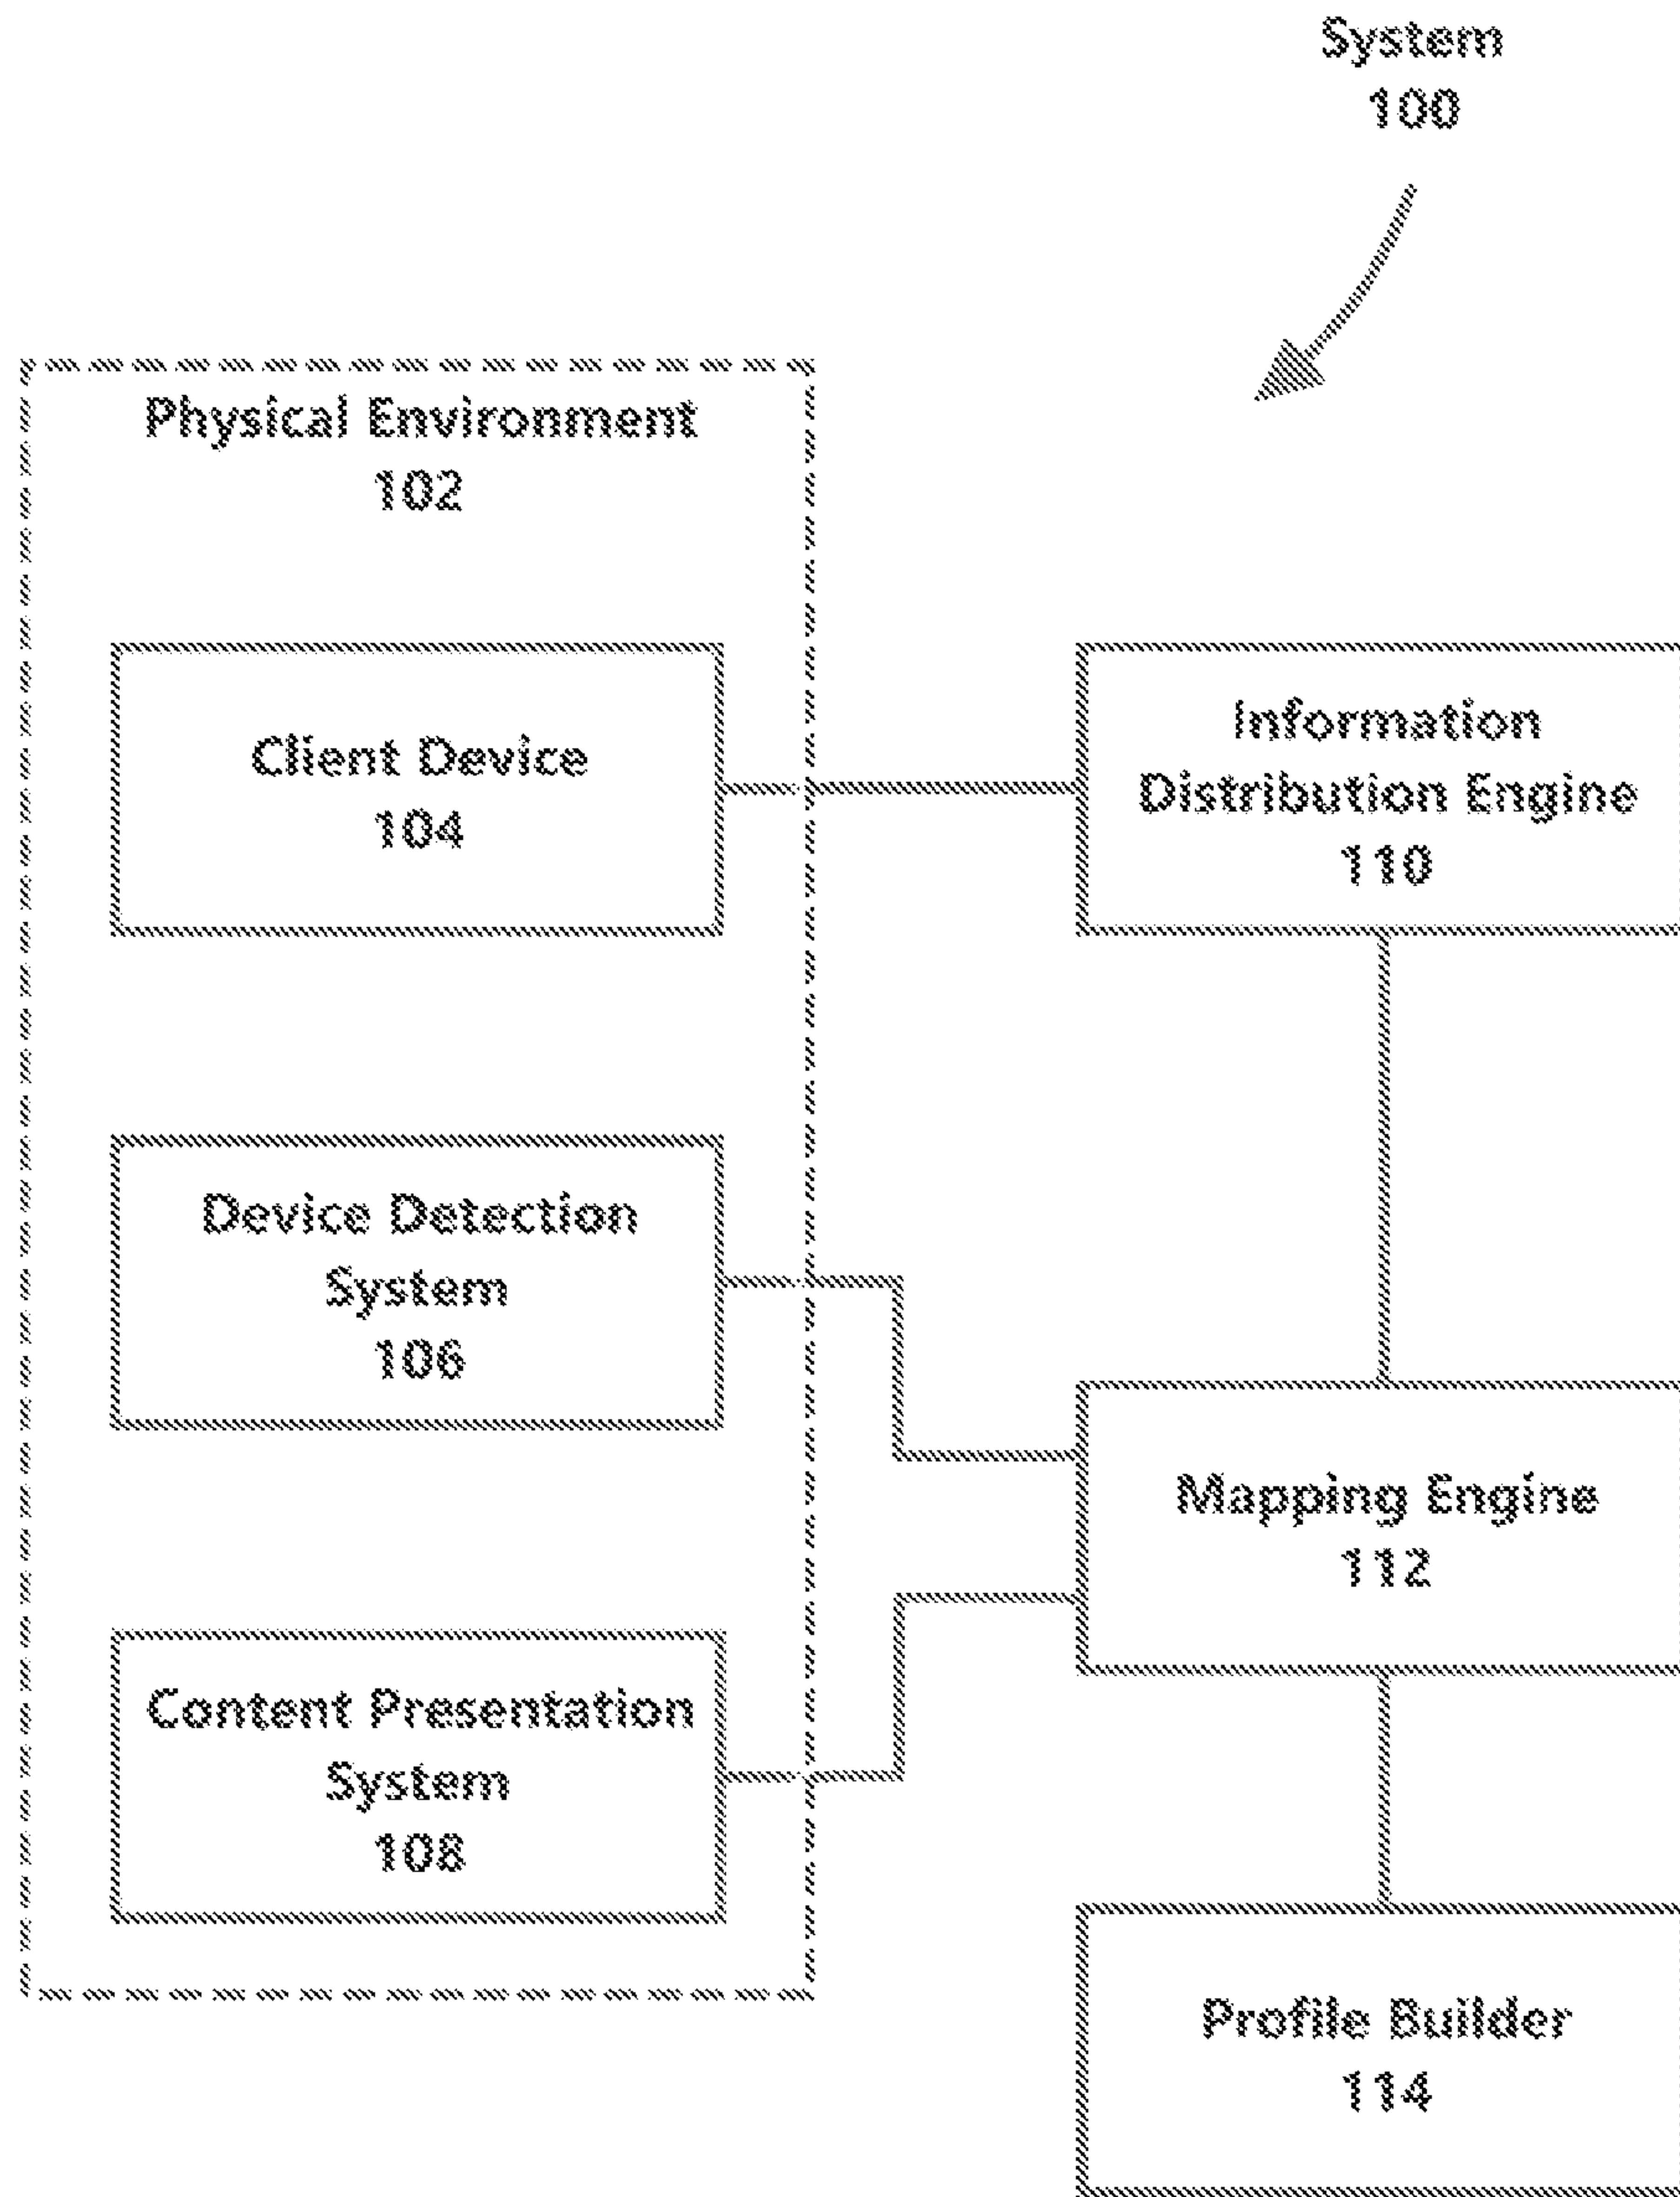 System
100
Physical Environment
102
Client Device
104
Information
Distribution Engine
110
Device Detection
System
106
Mapping Engine
112
Content Presentation
System
108
Profile Builder
114